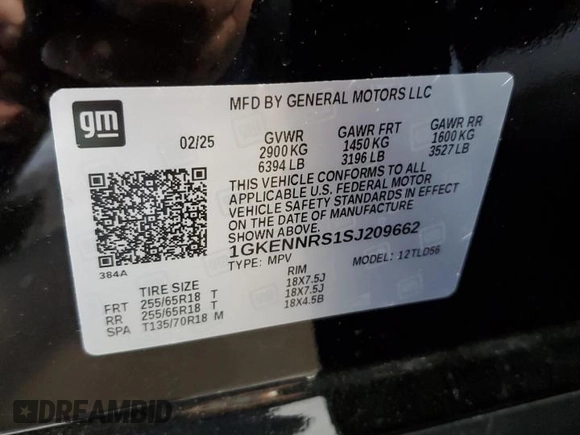 gm
MFD BY GENERAL MOTORS LLC
02/25
GVWR GAWR FRT GAWR RR
2900 KG 1450 KG 1600 KG
6394 LB 3196 LB 3527 LB
THIS VEHICLE CONFORMS TO ALL
APPLICABLE U.S. FEDERAL MOTOR
VEHICLE SAFETY STANDARDS IN EFFECT
ON THE DATE OF MANUFACTURE
SHOWN ABOVE.
1GKENNRS1SJ209662
TYPE: MPV MODEL: 12TLD56
384A
TIRE SIZE RIM
FRT 255/65R18 T 18X7.5J
RR 255/65R18 T 18X7.5J
SPA T135/70R18 M 18X4.5B
DREAMBID